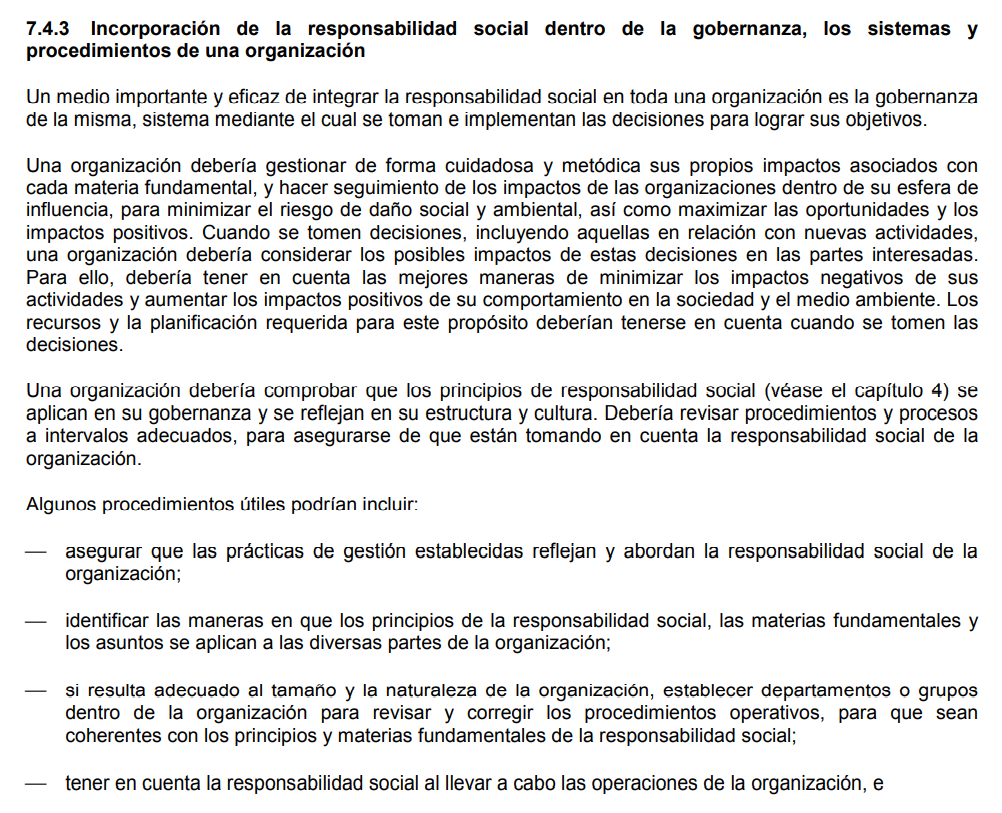 7.4.3 Incorporación de la responsabilidad social dentro de la gobernanza, los sistemas y
procedimientos de una organización
Un medio importante y eficaz de integrar la responsabilidad social en toda una organización es la gobernanza
de la misma, sistema mediante el cual se toman e implementan las decisiones para lograr sus objetivos.
Una organización debería gestionar de forma cuidadosa y metódica sus propios impactos asociados con
cada materia fundamental, y hacer seguimiento de los impactos de las organizaciones dentro de su esfera de
influencia, para minimizar el riesgo de daño social y ambiental, así como maximizar las oportunidades y los
impactos positivos. Cuando se tomen decisiones, incluyendo aquellas en relación con nuevas actividades,
una organización debería considerar los posibles impactos de estas decisiones en las partes interesadas.
Para ello, debería tener en cuenta las mejores maneras de minimizar los impactos negativos de sus
actividades y aumentar los impactos positivos de su comportamiento en la sociedad y el medio ambiente. Los
recursos y la planificación requerida para este propósito deberían tenerse en cuenta cuando se tomen las
decisiones.
Una organización debería comprobar que los principios de responsabilidad social (véase el capítulo 4) se
aplican en su gobernanza y se reflejan en su estructura y cultura. Debería revisar procedimientos y procesos
a intervalos adecuados, para asegurarse de que están tomando en cuenta la responsabilidad social de la
organización.
Algunos procedimientos útiles podrían incluir:
— asegurar que las prácticas de gestión establecidas reflejan y abordan la responsabilidad social de la
organización;
— identificar las maneras en que los principios de la responsabilidad social, las materias fundamentales y
los asuntos se aplican a las diversas partes de la organización;
— si resulta adecuado al tamaño y la naturaleza de la organización, establecer departamentos o grupos
dentro de la organización para revisar y corregir los procedimientos operativos, para que sean
coherentes con los principios y materias fundamentales de la responsabilidad social;
— tener en cuenta la responsabilidad social al llevar a cabo las operaciones de la organización, e